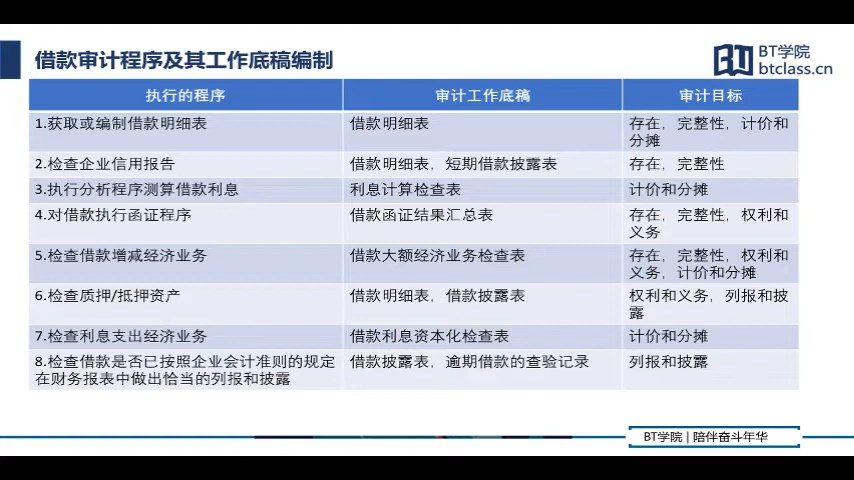 借款审计程序及其工作底稿编制
BT学院
btclass.cn
执行的程序 审计工作底稿 审计目标
1.获取或编制借款明细表 借款明细表 存在，完整性，计价和
分摊
2.检查企业信用报告 借款明细表，短期借款披露表 存在，完整性
3.执行分析程序测算借款利息 利息计算检查表 计价和分摊
4.对借款执行函证程序 借款函证结果汇总表 存在，完整性，权利和
义务
5.检查借款增减经济业务 借款大额经济业务检查表 存在，完整性，权利和
义务，计价和分摊
6.检查质押/抵押资产 借款明细表，借款披露表 权利和义务，列报和披
露
7.检查利息支出经济业务 借款利息资本化检查表 计价和分摊
8.检查借款是否已按照企业会计准则的规定 借款披露表，逾期借款的查验记录 列报和披露
在财务报表中做出恰当的列报和披露
BT学院 | 陪伴奋斗年华